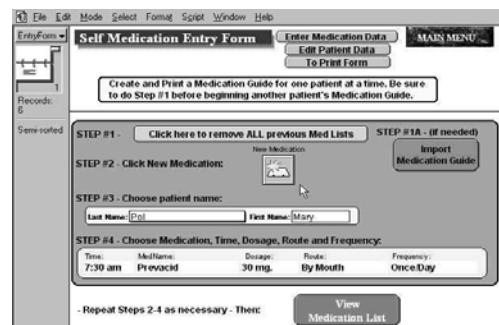 File Edit Mode Select Format Script Window Help
EntryForm
Self Medication Entry Form
Enter Medication Data
MAIN MENU
Edit Patient Data
To Print Form
1
Records:
6
Semi-sorted
Create and Print a Medication Guide for one patient at a time. Be sure
to do Step #1 before beginning another patient's Medication Guide.
STEP #1 - Click here to remove ALL previous Med Lists
STEP #1A - (if needed)
Import
Medication Guide
New Medication
STEP #2 - Click New Medication:
STEP #3 - Choose patient name:
Last Name: Pol First Name: Mary
STEP #4 - Choose Medication, Time, Dosage, Route and Frequency:
Time: MedName: Dosage: Route: Frequency:
7:30 am Prevacid 30 mg. By Mouth Once/Day
- Repeat Steps 2-4 as necessary - Then:
View
Medication List